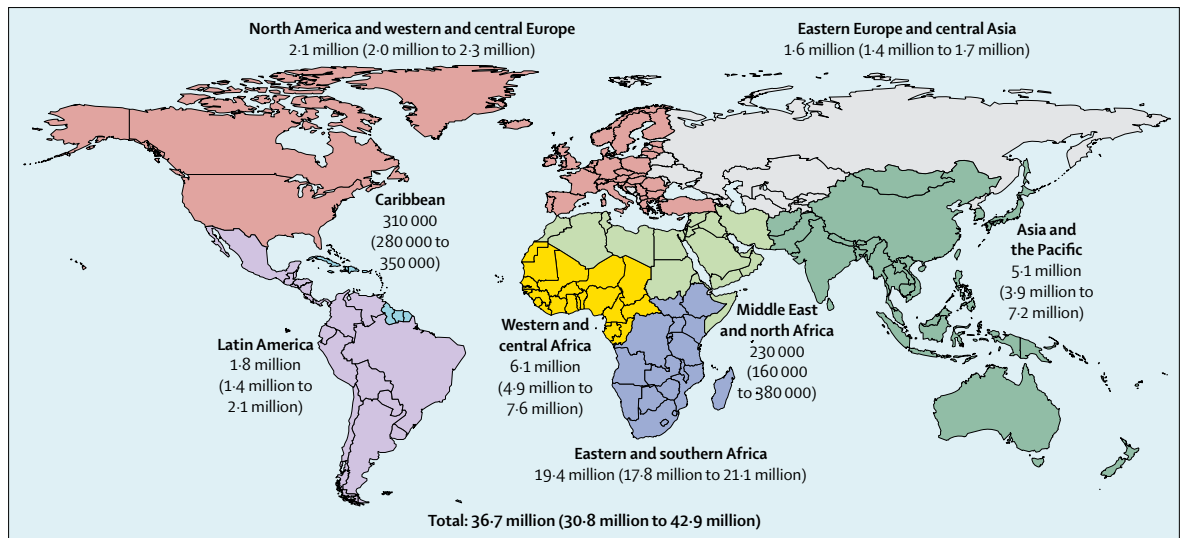 North America and western and central Europe
2·1 million (2·0 million to 2·3 million)
Eastern Europe and central Asia
1·6 million (1·4 million to 1·7 million)
Caribbean
310 000
(280 000 to
350 000)
Asia and
the Pacific
5·1 million
(3·9 million to
7·2 million)
Latin America
1·8 million
(1·4 million to
2·1 million)
Western and
central Africa
6·1 million
(4·9 million to
7·6 million)
Middle East
and north Africa
230 000
(160 000
to 380 000)
Eastern and southern Africa
19·4 million (17·8 million to 21·1 million)
Total: 36·7 million (30·8 million to 42·9 million)